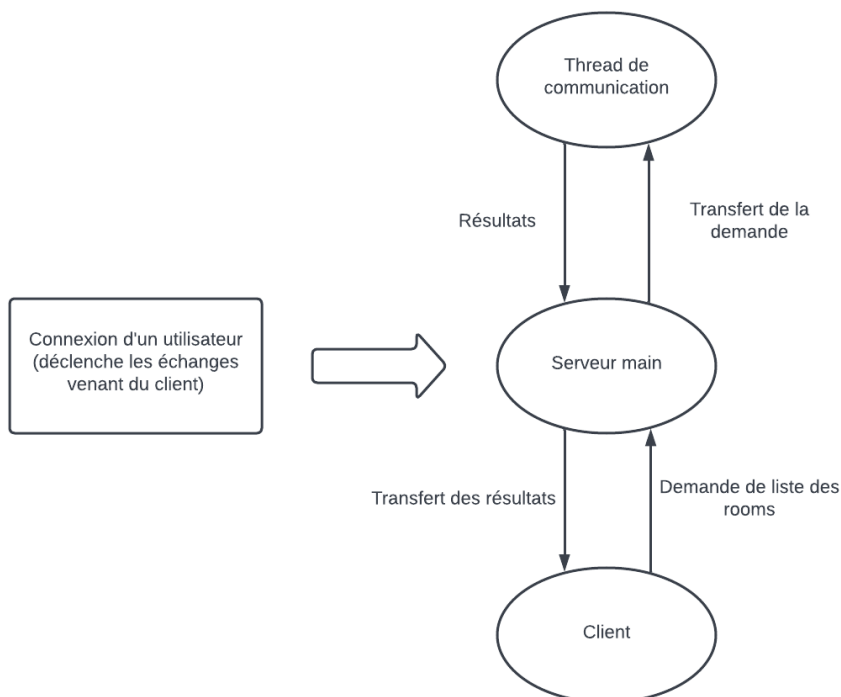 Thread de
communication
Résultats
Transfert de la
demande
Connexion d'un utilisateur
(déclenche les échanges
venant du client)
Serveur main
Transfert des résultats
Demande de liste des
rooms
Client